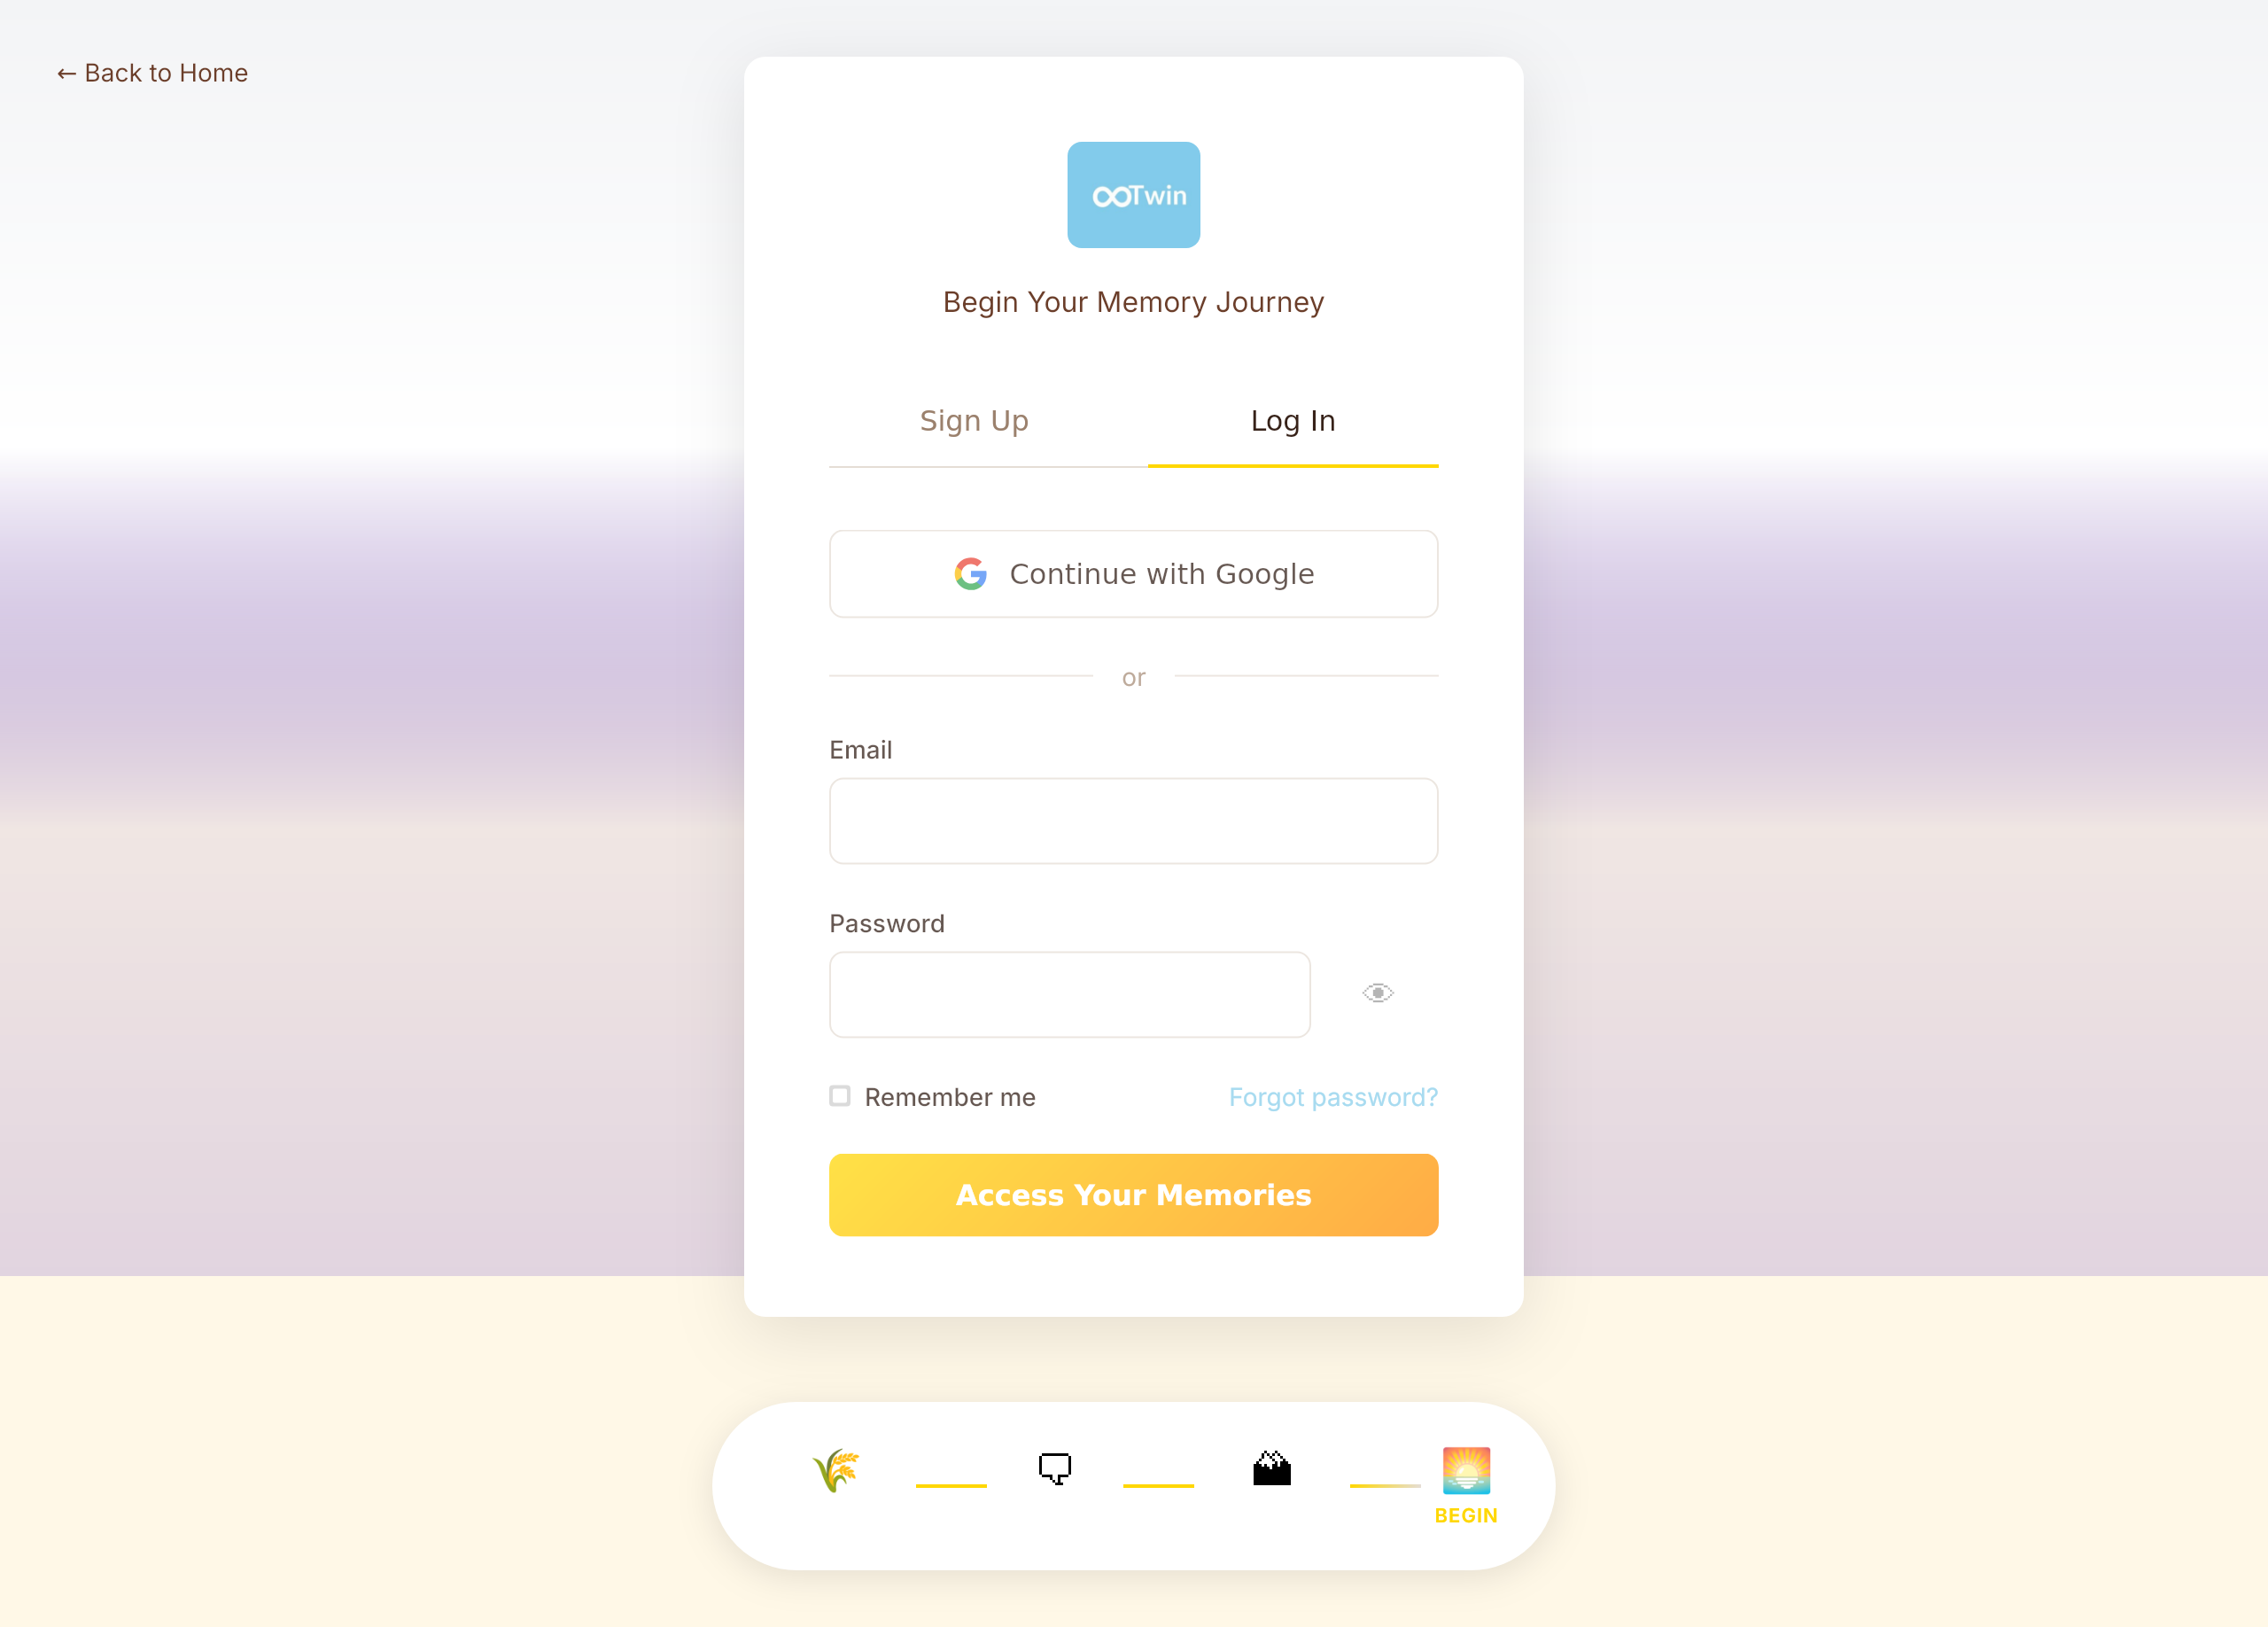 ← Back to Home
∞Twin
Begin Your Memory Journey
Sign Up
Log In
Continue with Google
or
Email
Password
Remember me
Forgot password?
Access Your Memories
BEGIN